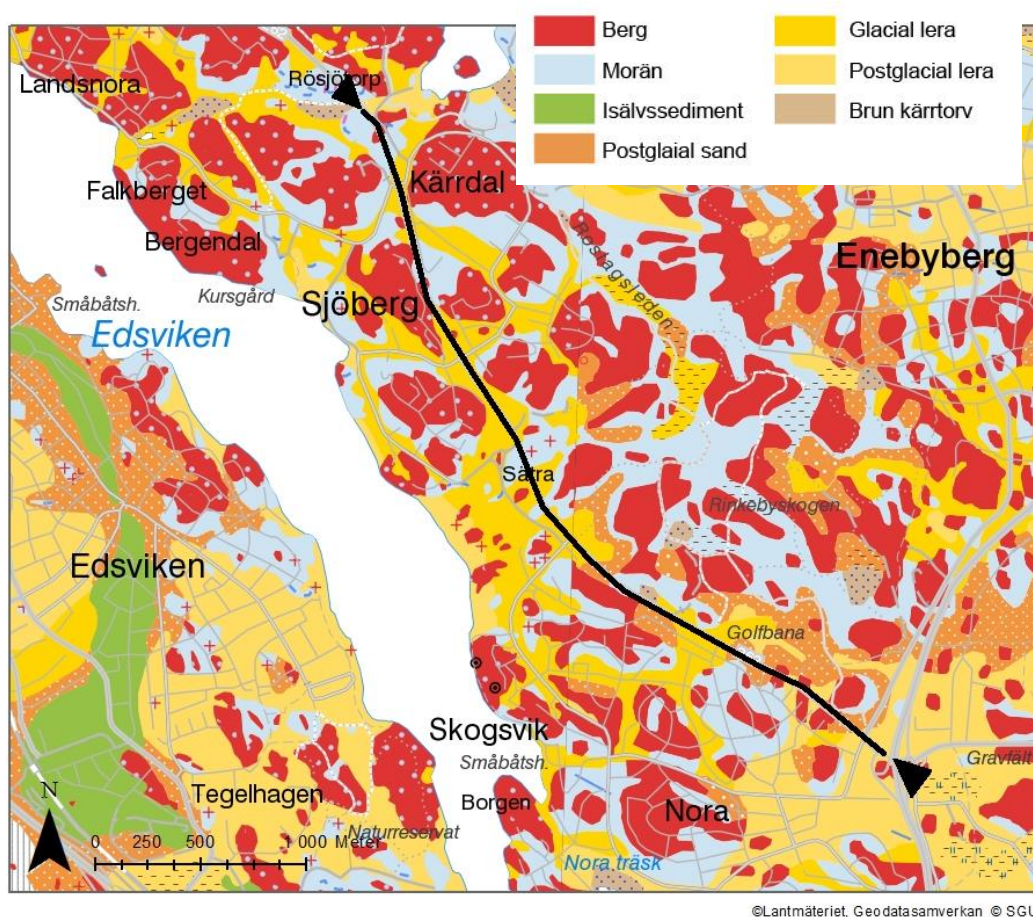 Berg
Morän
Isälvssediment
Postglaial sand
Glacial lera
Postglacial lera
Brun kärrtorv
Landsnora
Rösjötorp
Falkberget
Kärrdal
Bergendal
Roslagsleden
Enebyberg
Kursgård
Småbåtsh.
Sjöberg
Edsviken
Sätra
Rinkebyskogen
Edsviken
Golfbana
Skogsvik
Småbåtsh.
Gravfält
Tegelhagen
Borgen
Nora
N
0 250 500 1 000 Meter
Naturreservat
Nora träsk
©Lantmäteriet. Geodatasamverkan © SGU